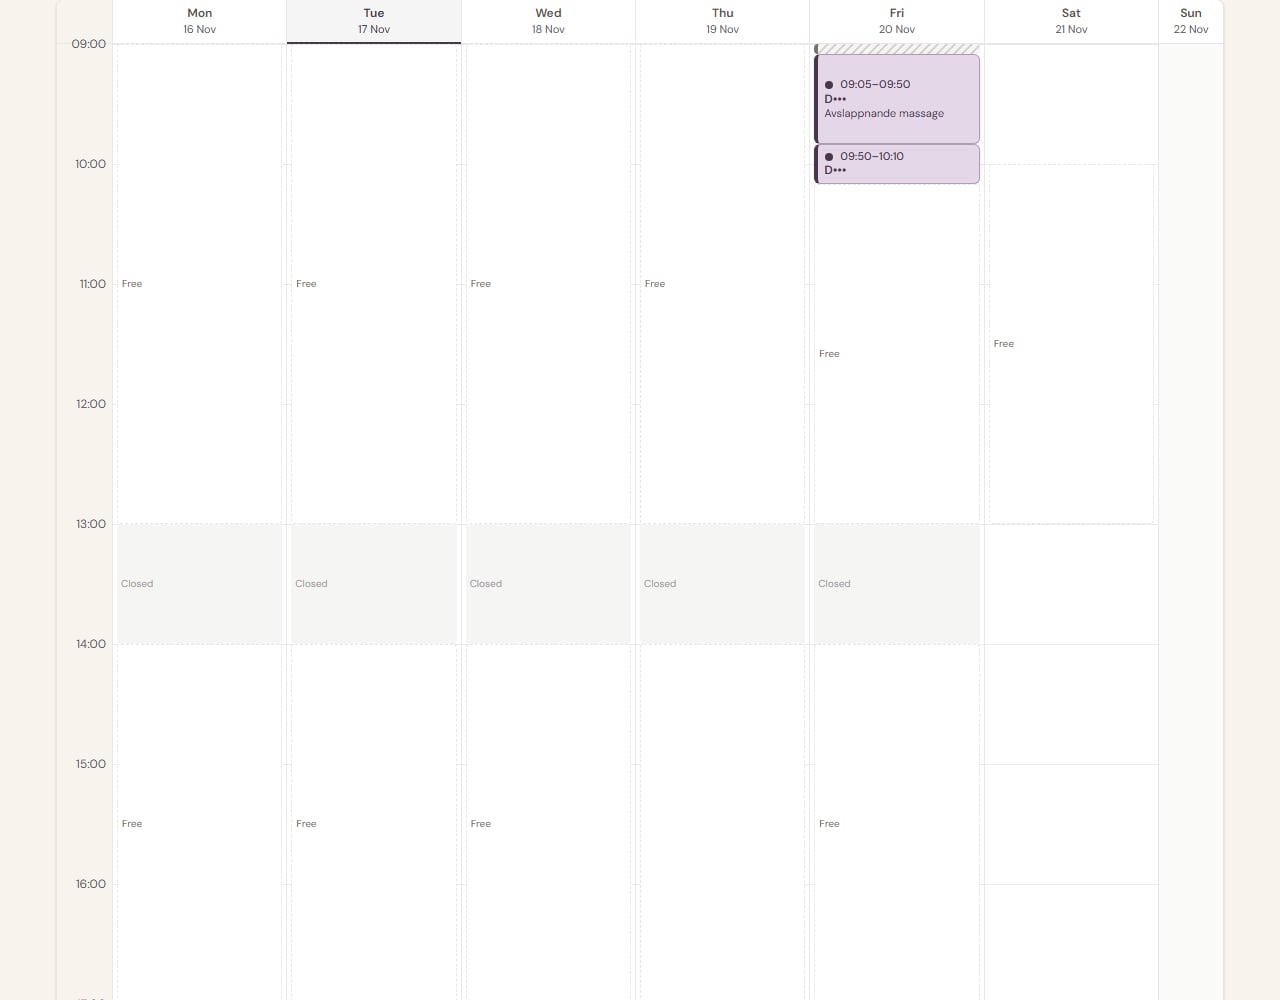 Mon Tue Wed Thu Fri Sat Sun
16 Nov 17 Nov 18 Nov 19 Nov 20 Nov 21 Nov 22 Nov
09:00
09:05–09:50
D•••
Avslappnande massage
09:50–10:10
D•••
10:00
11:00 Free Free Free Free
Free
Free
12:00
13:00
Closed Closed Closed Closed Closed
14:00
15:00
Free Free Free Free
16:00